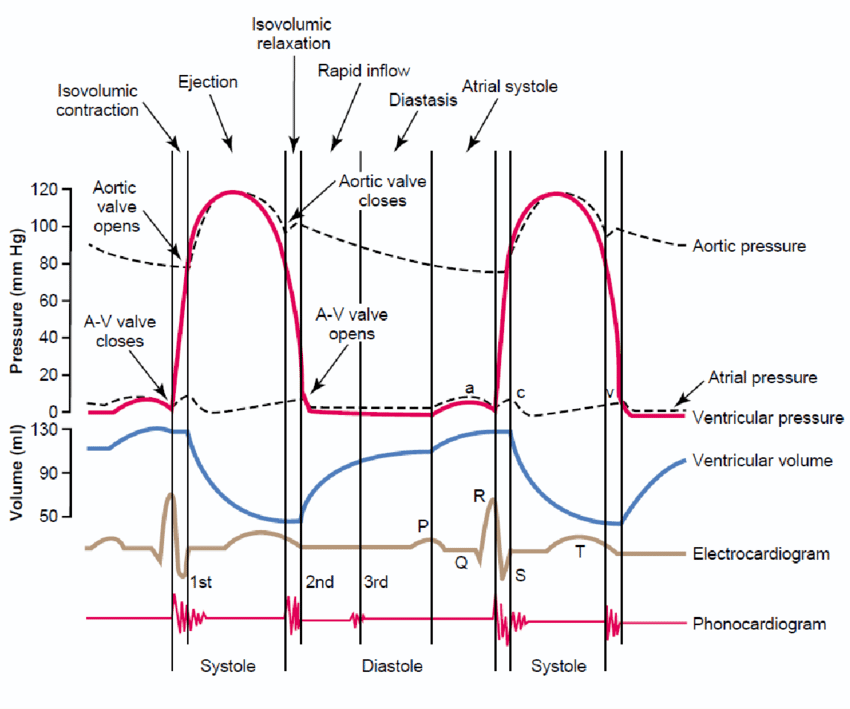 Isovolumic
relaxation
Ejection
Rapid inflow
Isovolumic
contraction
Diastasis
Atrial systole
120
100
80
60
40
20
0
Pressure (mm Hg)
Aortic
valve
opens
Aortic valve
closes
Aortic pressure
A-V valve
closes
A-V valve
opens
a
c
v
Atrial pressure
Ventricular pressure
130
90
50
Volume (ml)
Ventricular volume
R
P
Q
S
T
Electrocardiogram
1st
2nd
3rd
Phonocardiogram
Systole
Diastole
Systole